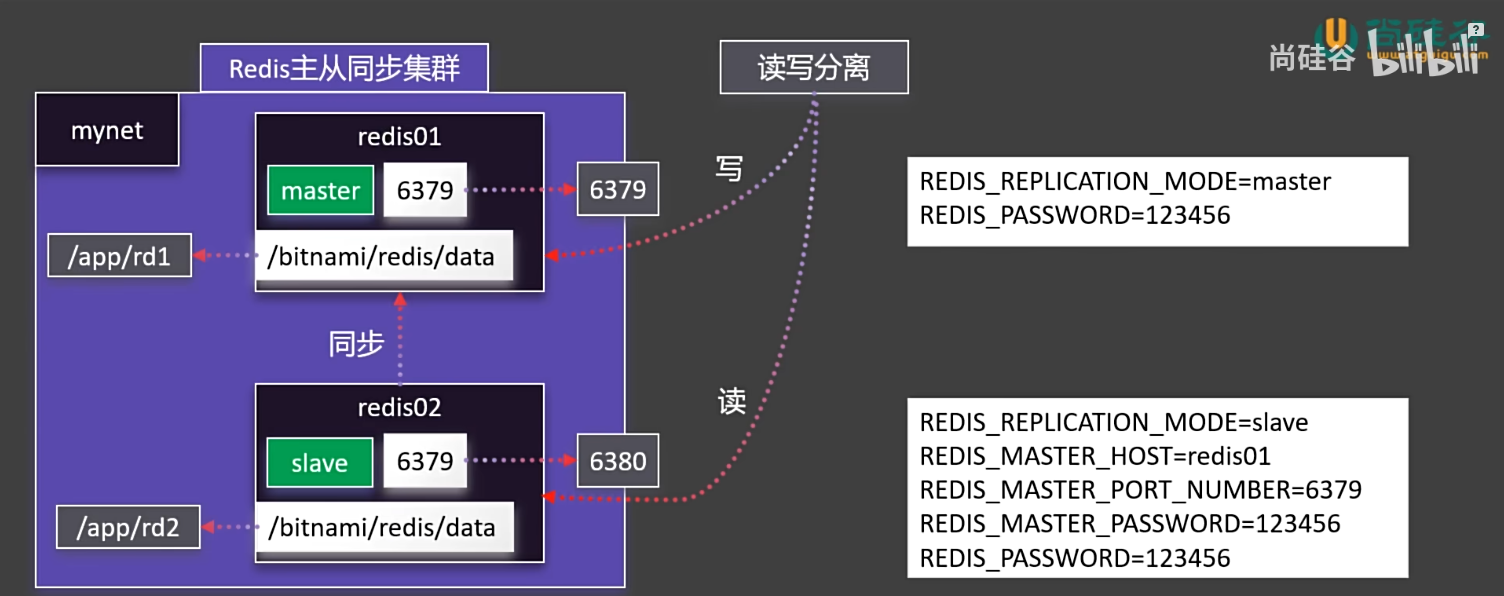 Redis主从同步集群
读写分离
尚硅谷
bilibili
?
mynet
redis01
master
6379
6379
/app/rd1
/bitnami/redis/data
写
REDIS_REPLICATION_MODE=master
REDIS_PASSWORD=123456
同步
读
redis02
slave
6379
6380
/app/rd2
/bitnami/redis/data
REDIS_REPLICATION_MODE=slave
REDIS_MASTER_HOST=redis01
REDIS_MASTER_PORT_NUMBER=6379
REDIS_MASTER_PASSWORD=123456
REDIS_PASSWORD=123456